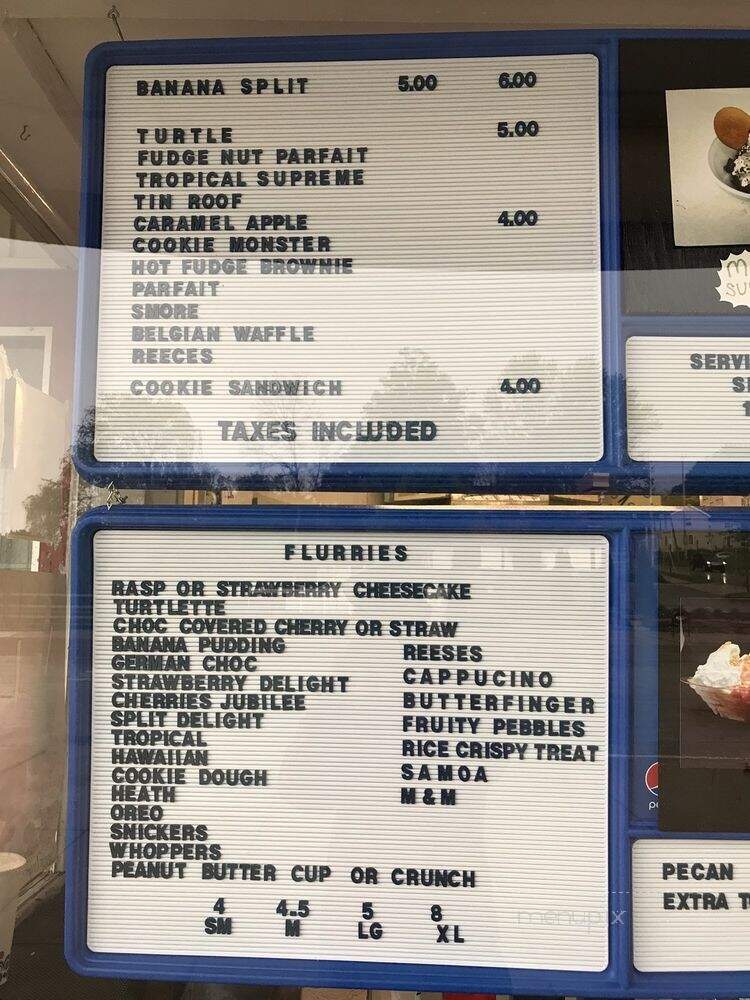 BANANA SPLIT 5.00 6.00
TURTLE 5.00
FUDGE NUT PARFAIT
TROPICAL SUPREME
TIN ROOF
CARAMEL APPLE 4.00
COOKIE MONSTER
HOT FUDGE BROWNIE
PARFAIT
SMORE
BELGIAN WAFFLE
REECES
COOKIE SANDWICH 4.00
TAXES INCLUDED
SERVI
FLURRIES
RASP OR STRAWBERRY CHEESECAKE
TURTLETTE
CHOC COVERED CHERRY OR STRAW
BANANA PUDDING
GERMAN CHOC
STRAWBERRY DELIGHT
CHERRIES JUBILEE
SPLIT DELIGHT
TROPICAL
HAWAIIAN
COOKIE DOUGH
HEATH
OREO
SNICKERS
WHOPPERS
PEANUT BUTTER CUP OR CRUNCH
REESES
CAPPUCINO
BUTTERFINGER
FRUITY PEBBLES
RICE CRISPY TREAT
SAMOA
M & M
4 4.5 5 8
SM M LG XL
PECAN
EXTRA T
menupix